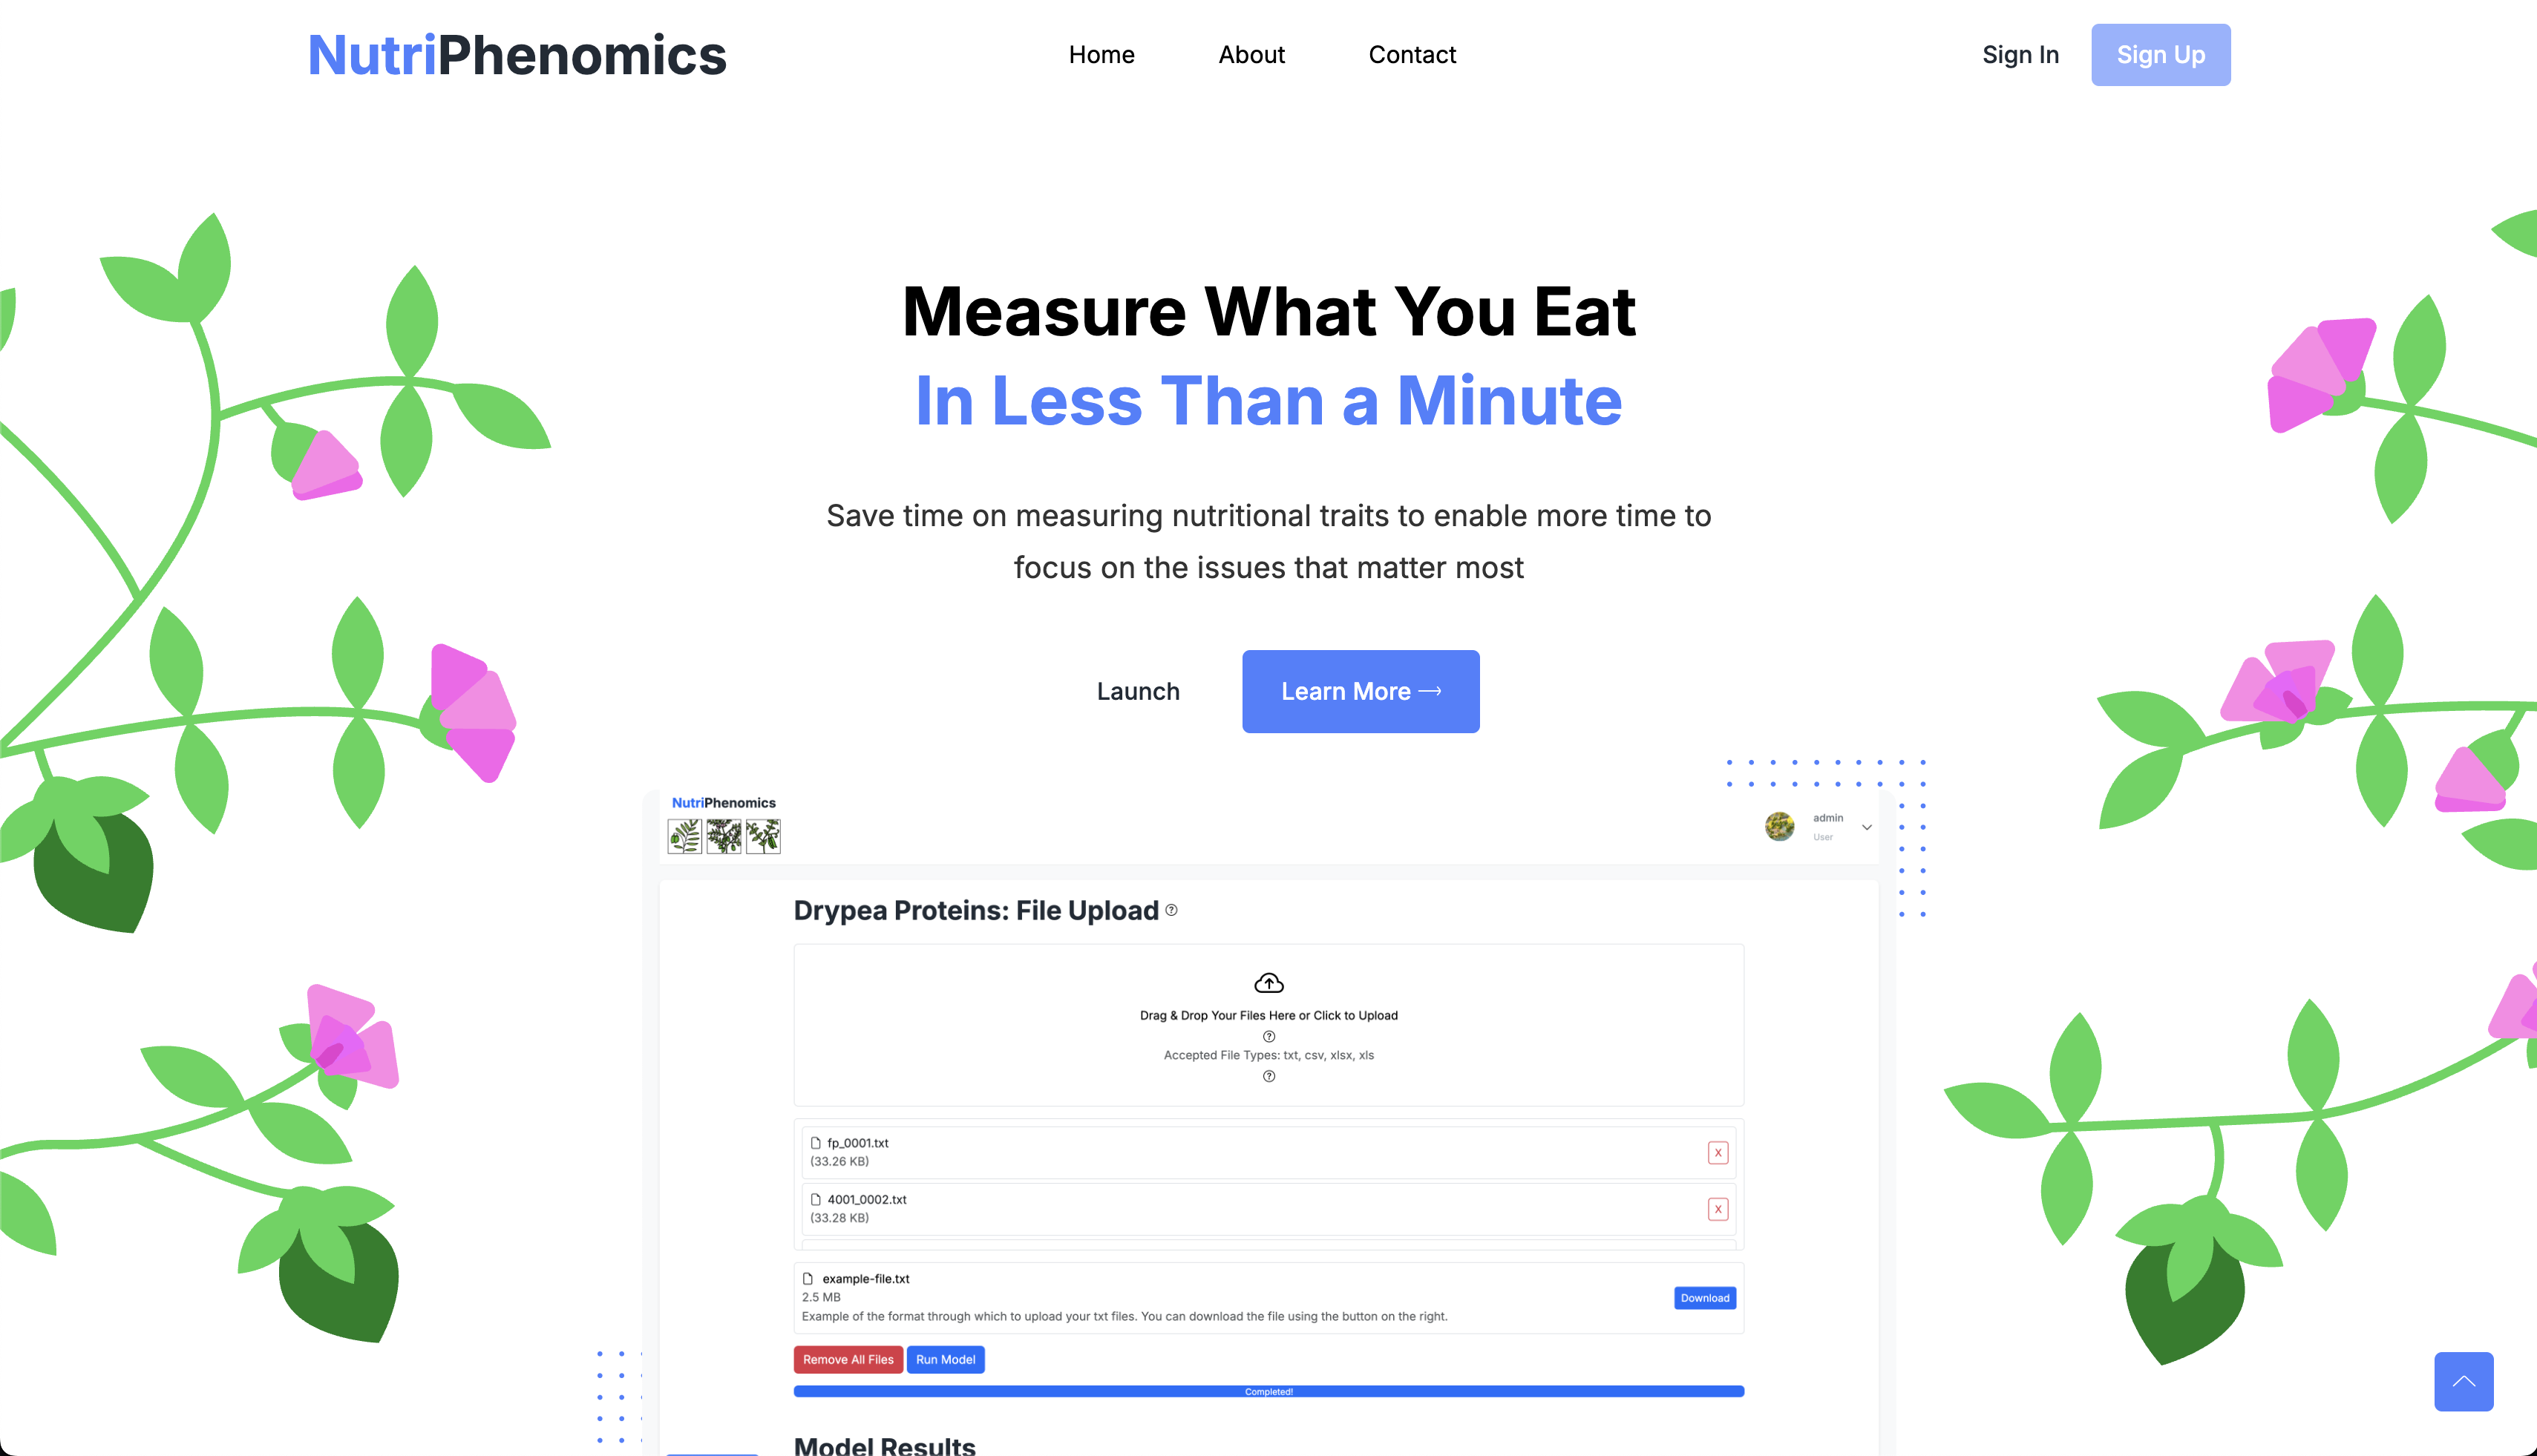 NutriPhenomics
Home About Contact
Sign In Sign Up
Measure What You Eat
In Less Than a Minute
Save time on measuring nutritional traits to enable more time to
focus on the issues that matter most
Launch Learn More →
NutriPhenomics
admin
User
Drypea Proteins: File Upload
Drag & Drop Your Files Here or Click to Upload
Accepted File Types: txt, csv, xlsx, xls
fp_0001.txt
(33.26 KB)
X
4001_0002.txt
(33.28 KB)
X
example-file.txt
2.5 MB
Example of the format through which to upload your txt files. You can download the file using the button on the right.
Download
Remove All Files Run Model
Completed!
Model Results